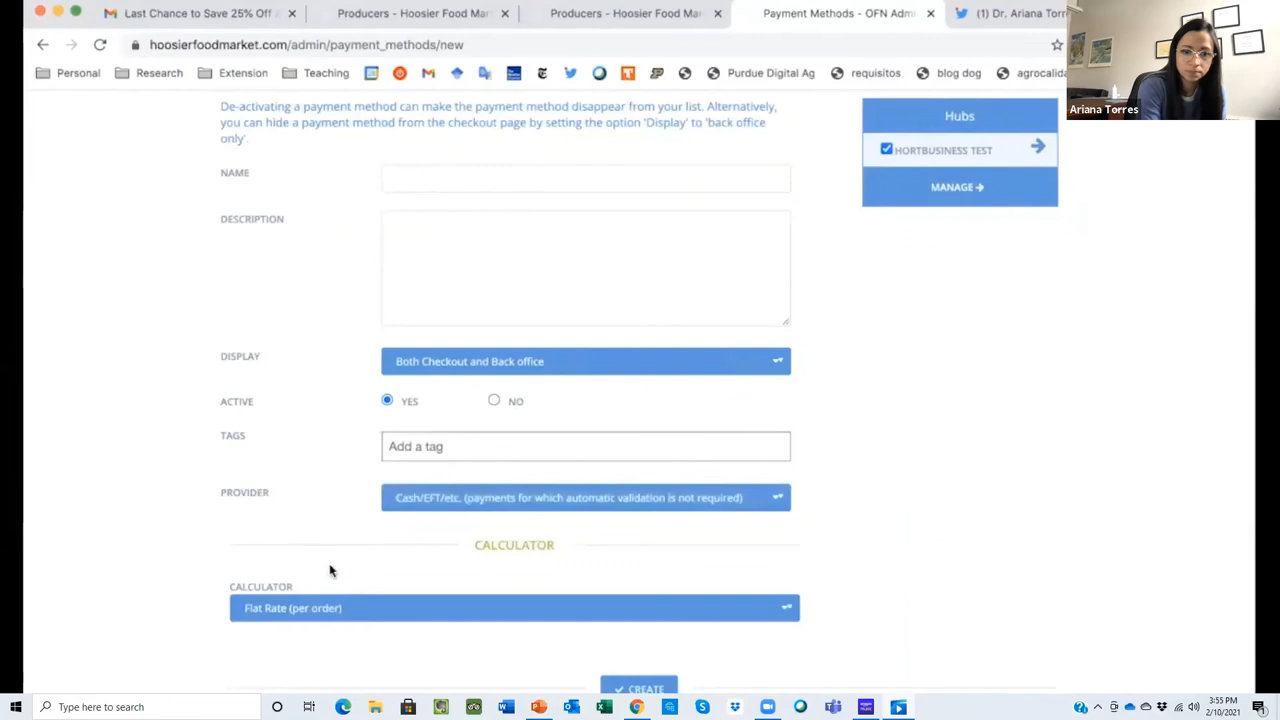 Last Chance to Save 25% Off A
Producers - Hoosier Food Mar
Producers - Hoosier Food Mar
Payment Methods - OFN Admi
(1) Dr. Ariana Torr
hoosierfoodmarket.com/admin/payment_methods/new
Personal
Research
Extension
Teaching
Purdue Digital Ag
requisitos
blog dog
agrocalida
Ariana Torres
De-activating a payment method can make the payment method disappear from your list. Alternatively,
you can hide a payment method from the checkout page by setting the option 'Display' to 'back office
only'.
Hubs
HORTBUSINESS TEST
MANAGE
NAME
DESCRIPTION
DISPLAY
Both Checkout and Back office
ACTIVE
YES
NO
TAGS
Add a tag
PROVIDER
Cash/EFT/etc. (payments for which automatic validation is not required)
CALCULATOR
CALCULATOR
Flat Rate (per order)
CREATE
Type here to search
3:55 PM
2/10/2021